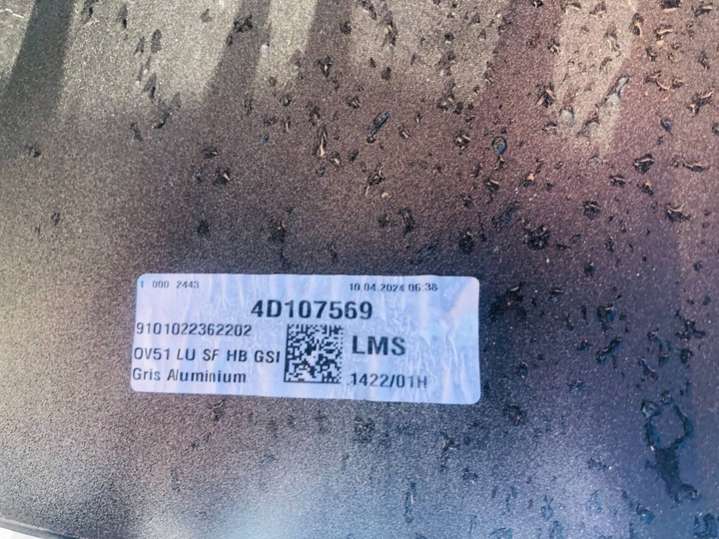 1 000 2443 10.04.2024 06:38
4D107569
9101022362202
OV51 LU SF HB GSI LMS
Gris Aluminium 1422/01H